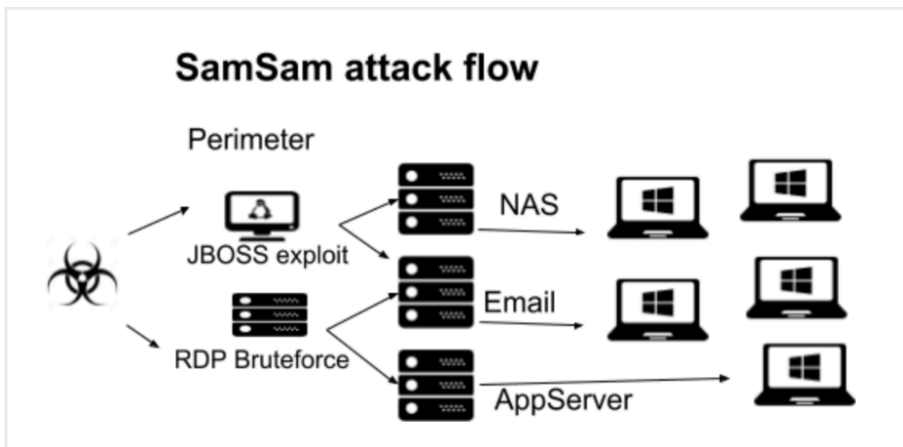 SamSam attack flow
Perimeter
JBOSS exploit
RDP Bruteforce
NAS
Email
AppServer